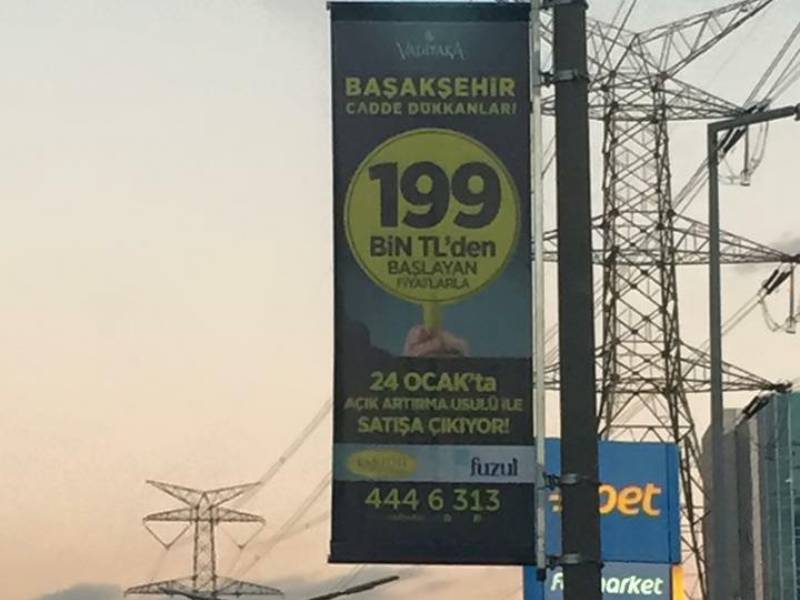 VADİYAKA
BAŞAKŞEHİR
CADDE DÜKKANLARI
199
BİN TL'den
BAŞLAYAN
FİYATLARLA
24 OCAK'ta
AÇIK ARTIRMA USULÜ İLE
SATIŞA ÇIKIYOR!
fuzul
444 6 313
pet
market